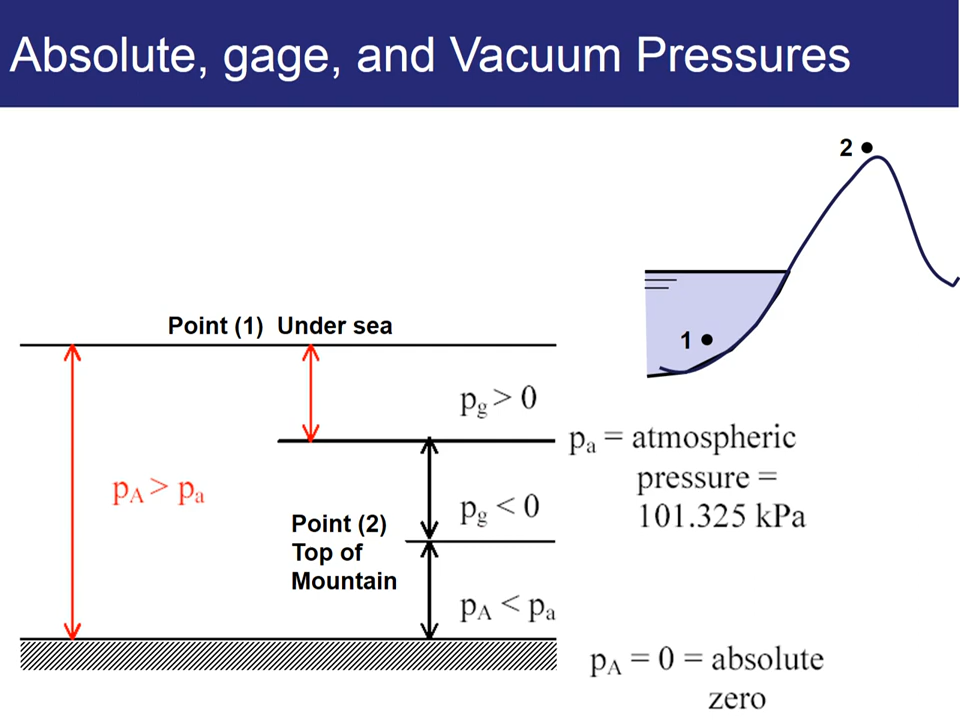 Absolute, gage, and Vacuum Pressures
2
1
Point (1) Under sea
pg > 0
pa = atmospheric
pressure =
101.325 kPa
pA > pa
pg < 0
Point (2)
Top of
Mountain
pA < pa
pA = 0 = absolute
zero